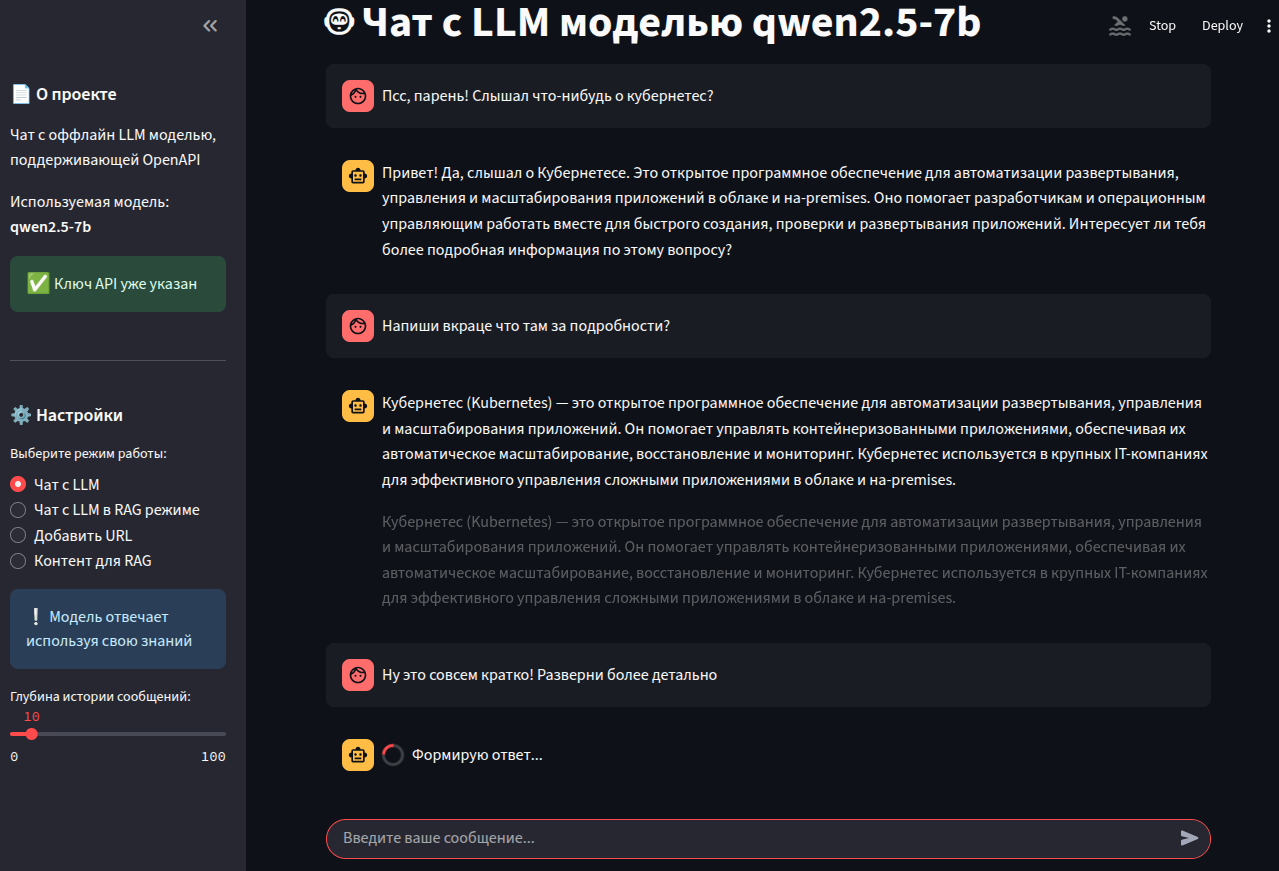 О проекте
Чат с оффлайн LLM моделью,
поддерживающей OpenAPI
Используемая модель:
qwen2.5-7b
Ключ API уже указан
Настройки
Выберите режим работы:
Чат с LLM
Чат с LLM в RAG режиме
Добавить URL
Контент для RAG
Модель отвечает
используя свою знаний
Глубина истории сообщений:
10
0 100
Чат с LLM моделью qwen2.5-7b
Stop Deploy
Псс, парень! Слышал что-нибудь о кубернетес?
Привет! Да, слышал о Кубернетесе. Это открытое программное обеспечение для автоматизации развертывания,
управления и масштабирования приложений в облаке и на-premises. Оно помогает разработчикам и операционным
управляющим работать вместе для быстрого создания, проверки и развертывания приложений. Интересует ли тебя
более подробная информация по этому вопросу?
Напиши вкраце что там за подробности?
Кубернетес (Kubernetes) — это открытое программное обеспечение для автоматизации развертывания, управления
и масштабирования приложений. Он помогает управлять контейнеризованными приложениями, обеспечивая их
автоматическое масштабирование, восстановление и мониторинг. Кубернетес используется в крупных IT-компаниях
для эффективного управления сложными приложениями в облаке и на-premises.
Кубернетес (Kubernetes) — это открытое программное обеспечение для автоматизации развертывания, управления
и масштабирования приложений. Он помогает управлять контейнеризованными приложениями, обеспечивая их
автоматическое масштабирование, восстановление и мониторинг. Кубернетес используется в крупных IT-компаниях
для эффективного управления сложными приложениями в облаке и на-premises.
Ну это совсем кратко! Разверни более детально
Формирую ответ...
Введите ваше сообщение...